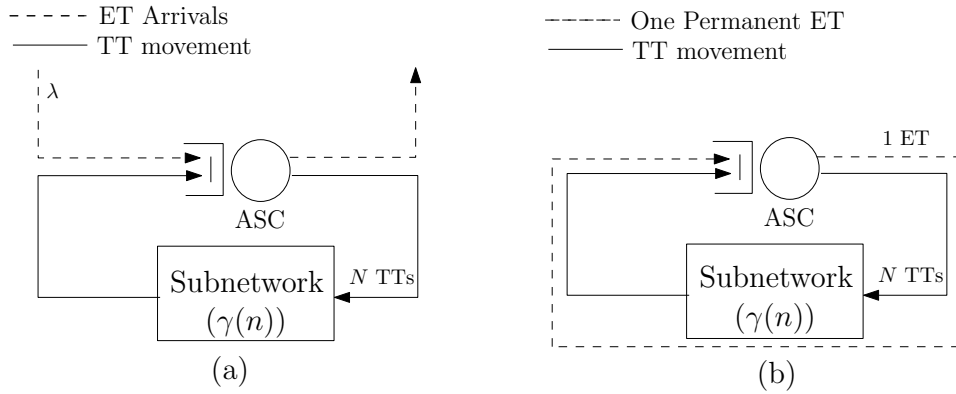 ET Arrivals
TT movement
λ
ASC
Subnetwork
(γ(n))
N TTs
(a)
One Permanent ET
TT movement
1 ET
ASC
Subnetwork
(γ(n))
N TTs
(b)